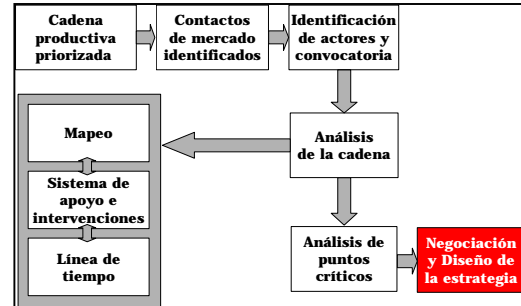 Cadena
productiva
priorizada
Contactos
de mercado
identificados
Identificación
de actores y
convocatoria
Mapeo
Sistema de
apoyo e
intervenciones
Línea de
tiempo
Análisis
de la cadena
Análisis de
puntos
críticos
Negociación
y Diseño de
la estrategia